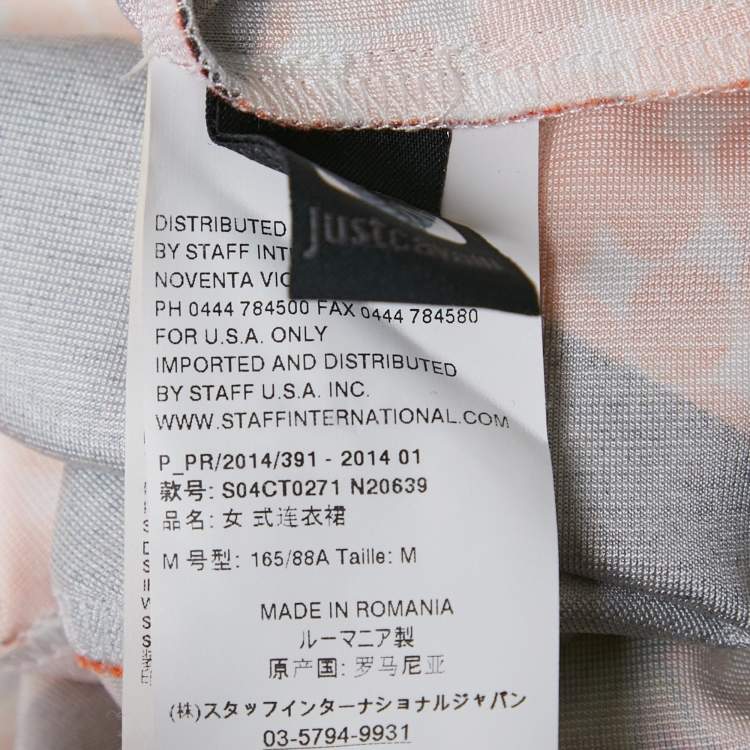 justca
DISTRIBUTED
BY STAFF INT
NOVENTA VIC
PH 0444 784500 FAX 0444 784580
FOR U.S.A. ONLY
IMPORTED AND DISTRIBUTED
BY STAFF U.S.A. INC.
WWW.STAFFINTERNATIONAL.COM
P_PR/2014/391 - 2014 01
款号: S04CT0271 N20639
品名: 女 式连衣裙
M 号型: 165/88A Taille: M
MADE IN ROMANIA
ルーマニア製
原产国: 罗马尼亚
(株)スタッフインターナショナルジャパン
03-5794-9931